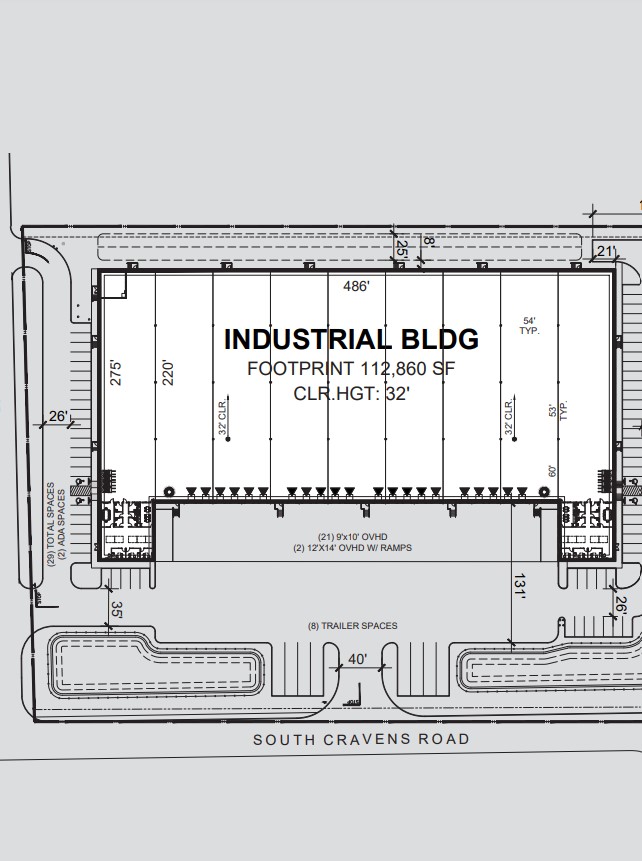 25'
8'
21'
486'
INDUSTRIAL BLDG
FOOTPRINT 112,860 SF
CLR.HGT: 32'
54'
TYP.
275'
220'
32' CLR.
32' CLR.
53'
TYP.
26'
60'
(29) TOTAL SPACES
(2) ADA SPACES
(21) 9'x10' OVHD
(2) 12'X14' OVHD W/ RAMPS
131'
35'
26'
(8) TRAILER SPACES
40'
SOUTH CRAVENS ROAD